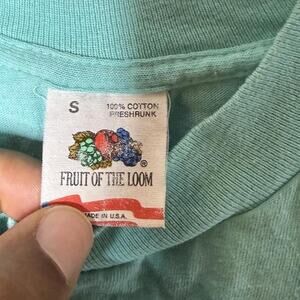 S
100% COTTON
PRESHRUNK
®
FRUIT OF THE LOOM
MADE IN U.S.A.